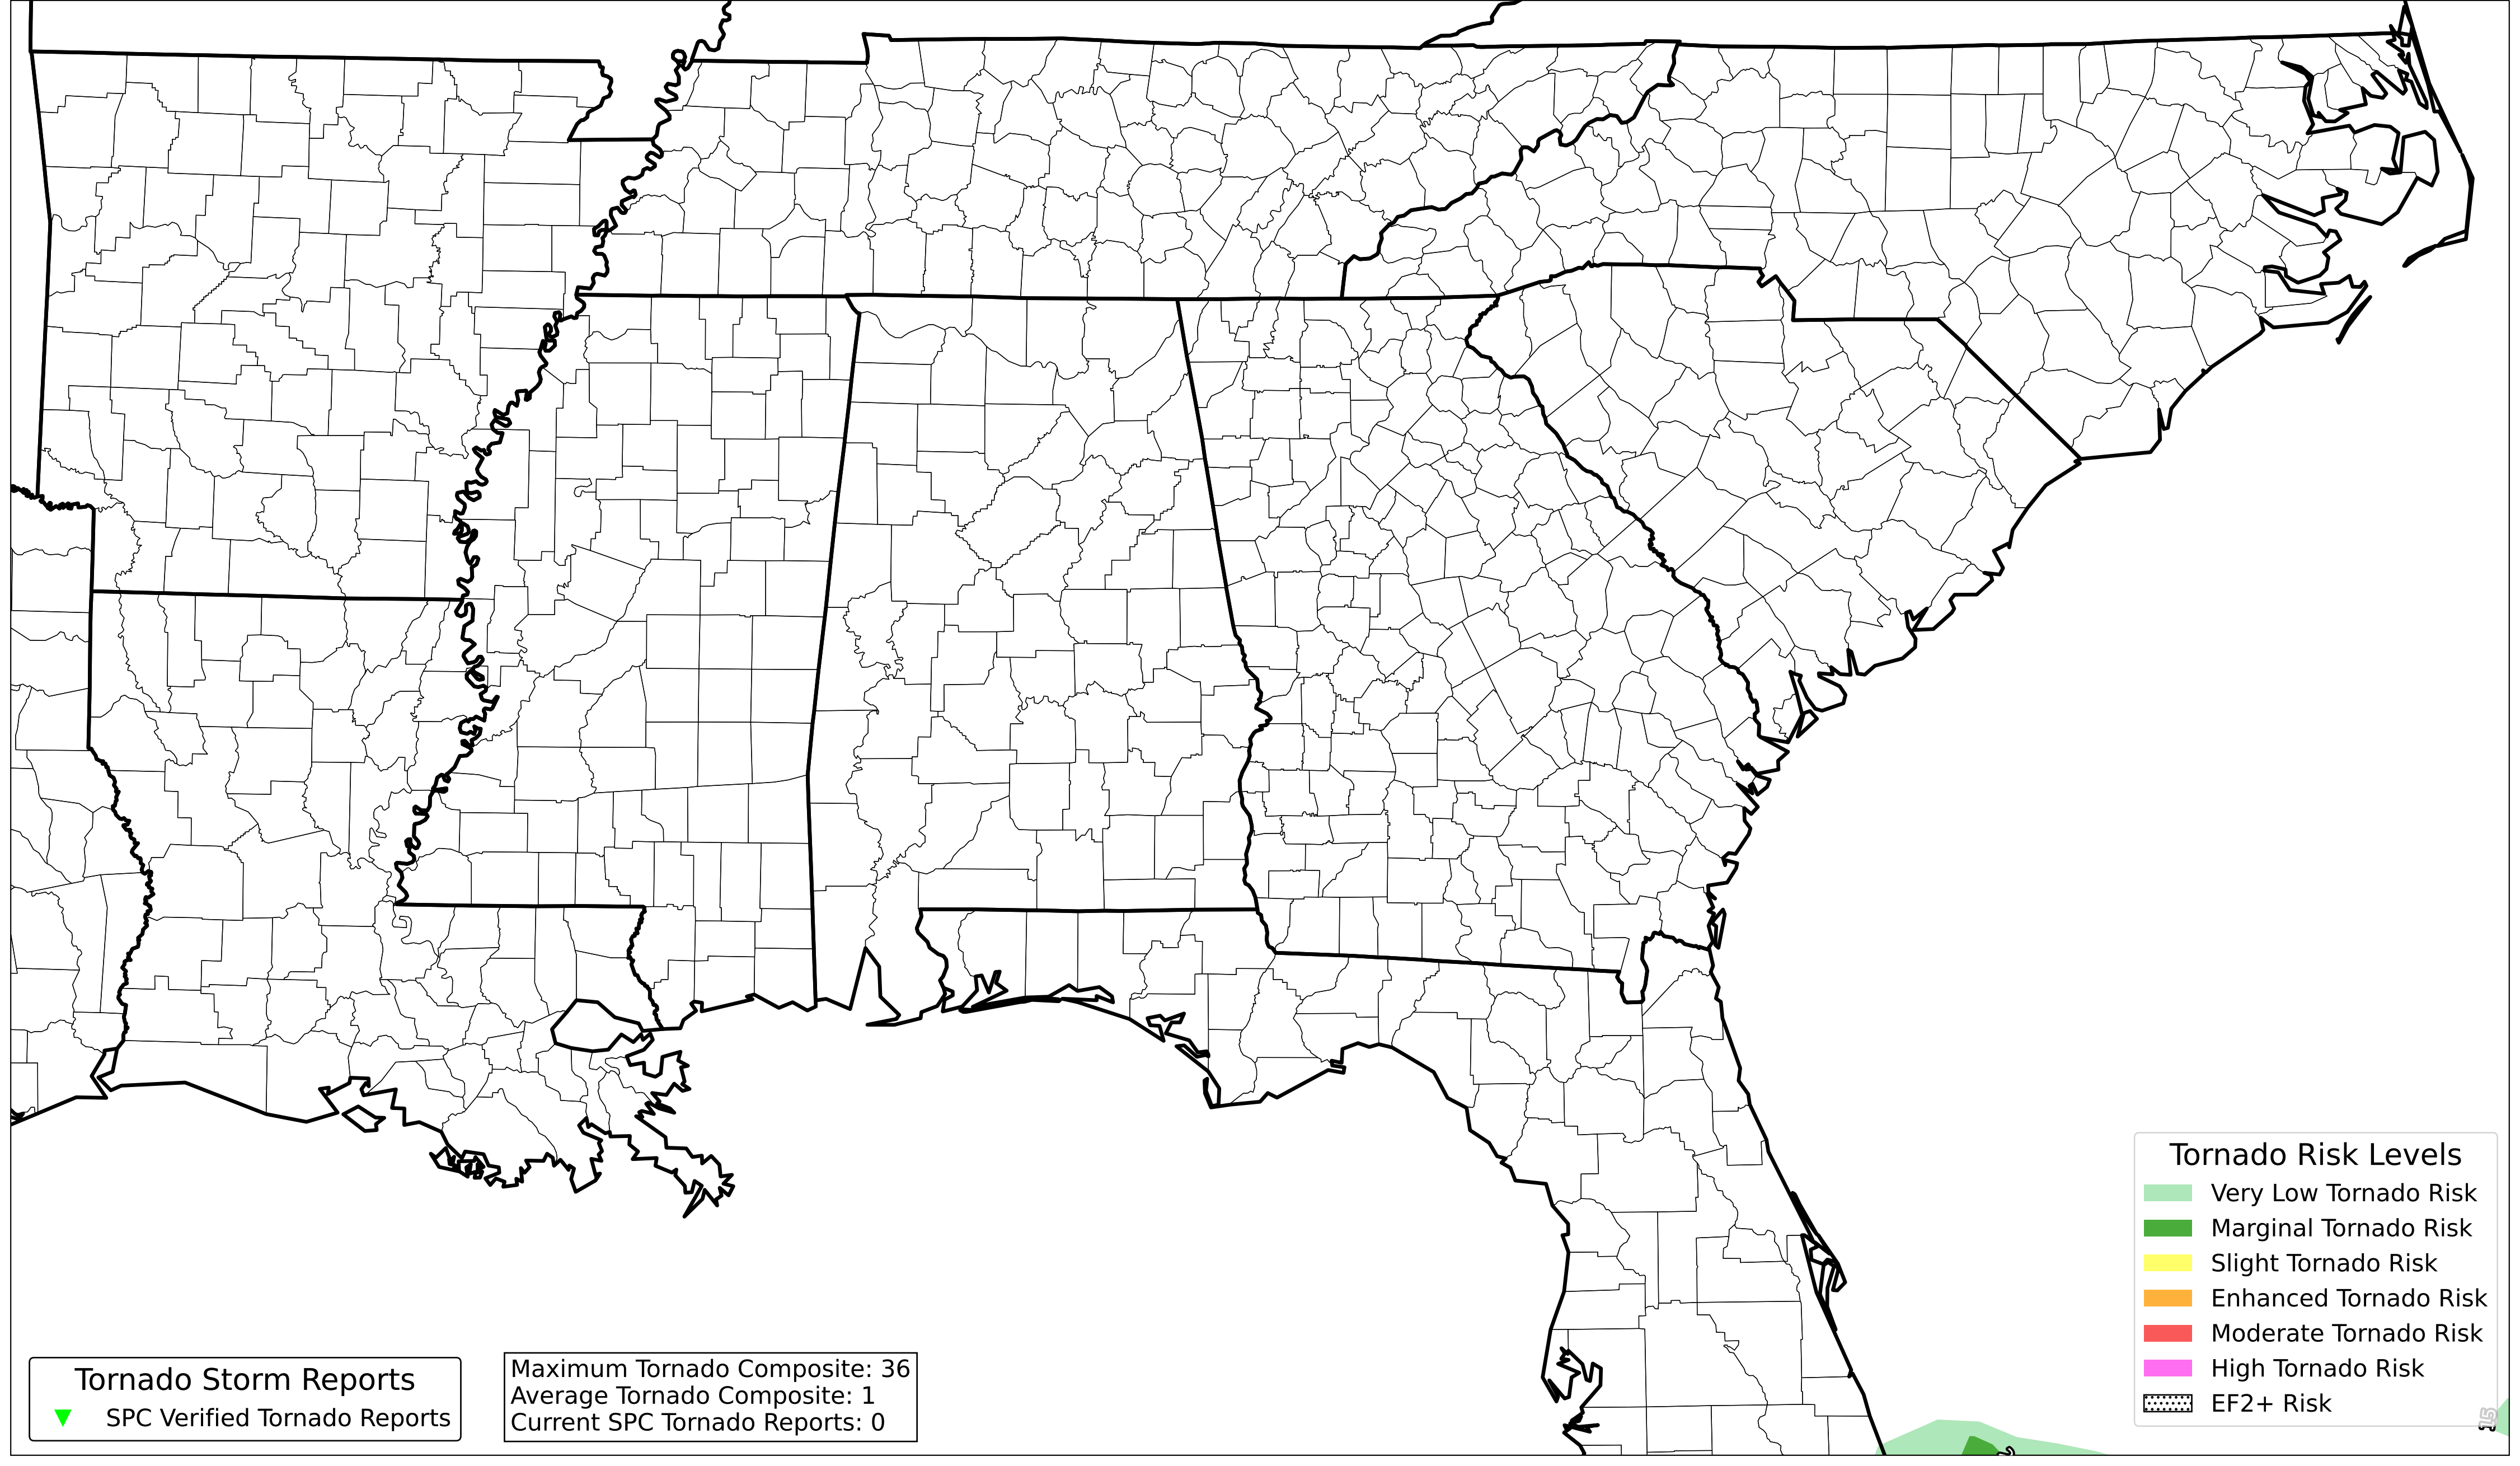 Tornado Risk Levels
Very Low Tornado Risk
Marginal Tornado Risk
Slight Tornado Risk
Enhanced Tornado Risk
Moderate Tornado Risk
High Tornado Risk
EF2+ Risk
Tornado Storm Reports
SPC Verified Tornado Reports
Maximum Tornado Composite: 36
Average Tornado Composite: 1
Current SPC Tornado Reports: 0
15